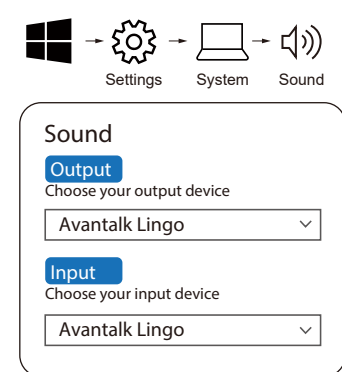 Settings System Sound
Sound
Output
Choose your output device
Avantalk Lingo
Input
Choose your input device
Avantalk Lingo